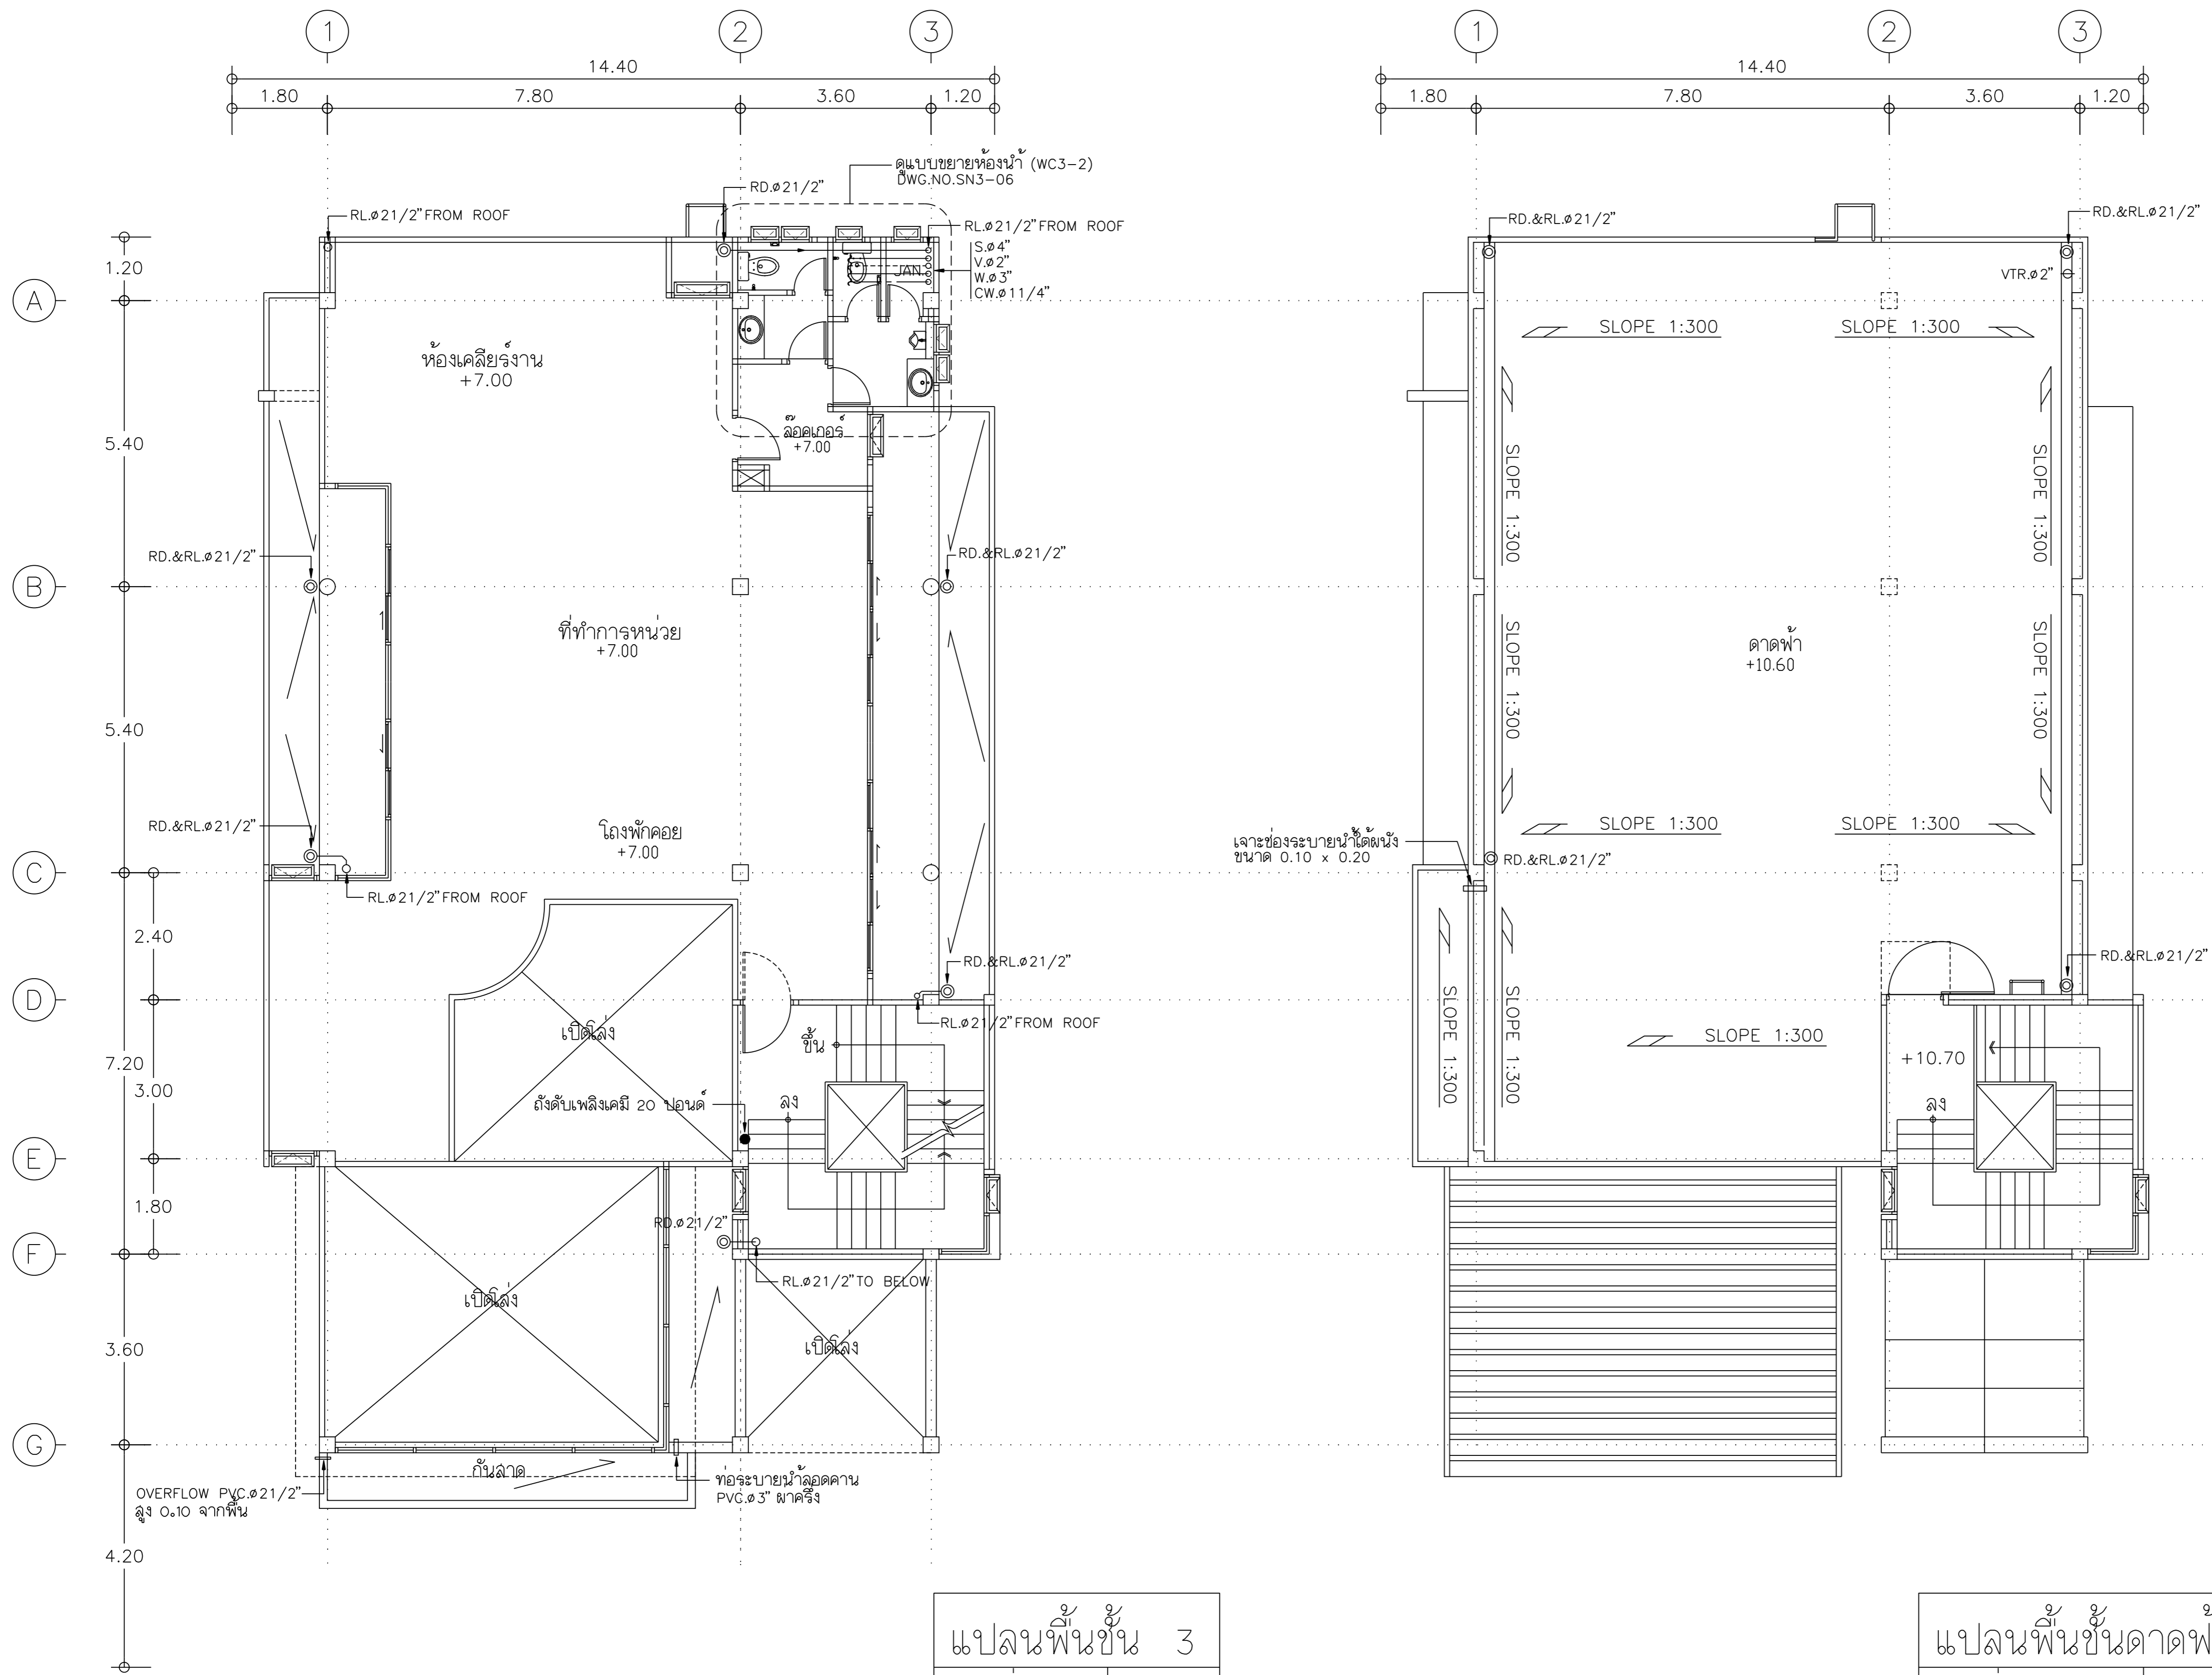 1
2
3
14.40
1.80
7.80
3.60
1.20
ดูแบบขยายห้องน้ำ (WC3-2)
DWG.NO.SN3-06
RD.ø21/2"
RL.ø21/2"FROM ROOF
RL.ø21/2"FROM ROOF
S.ø4"
V.ø2"
W.ø3"
CW.ø11/4"
JAN.
1.20
A
ห้องเคลียร์งาน
+7.00
ล๊อคเกอร์
+7.00
5.40
RD.&RL.ø21/2"
RD.&RL.ø21/2"
B
ที่ทำการหน่วย
+7.00
5.40
RD.&RL.ø21/2"
โถงพักคอย
+7.00
C
RL.ø21/2"FROM ROOF
2.40
RD.&RL.ø21/2"
D
RL.ø21/2"FROM ROOF
เปิดโล่ง
ขึ้น
7.20
3.00
ถังดับเพลิงเคมี 20 ปอนด์
ลง
E
1.80
RD.ø21/2"
F
RL.ø21/2"TO BELOW
เปิดโล่ง
เปิดโล่ง
3.60
G
กันสาด
OVERFLOW PVC.ø21/2"
สูง 0.10 จากพื้น
ท่อระบายน้ำลอดคาน
PVC.ø3" ผาครึ่ง
4.20
แปลนพื้นชั้น 3
1
2
3
14.40
1.80
7.80
3.60
1.20
RD.&RL.ø21/2"
RD.&RL.ø21/2"
VTR.ø2"
SLOPE 1:300
SLOPE 1:300
SLOPE 1:300
SLOPE 1:300
SLOPE 1:300
SLOPE 1:300
ดาดฟ้า
+10.60
SLOPE 1:300
SLOPE 1:300
เจาะช่องระบายน้ำใต้ผนัง
ขนาด 0.10 x 0.20
RD.&RL.ø21/2"
RD.&RL.ø21/2"
SLOPE 1:300
SLOPE 1:300
SLOPE 1:300
+10.70
ลง
แปลนพื้นชั้นดาดฟ้